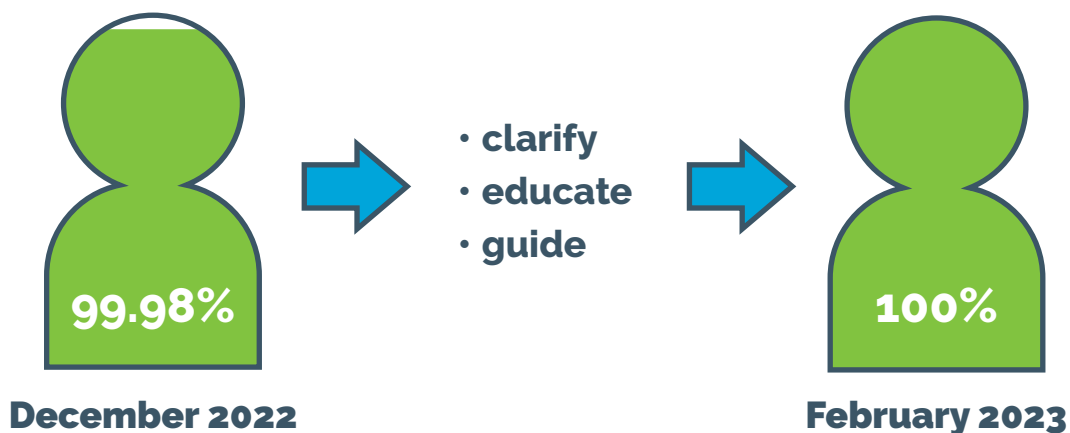 99.98%
December 2022
• clarify
• educate
• guide
100%
February 2023